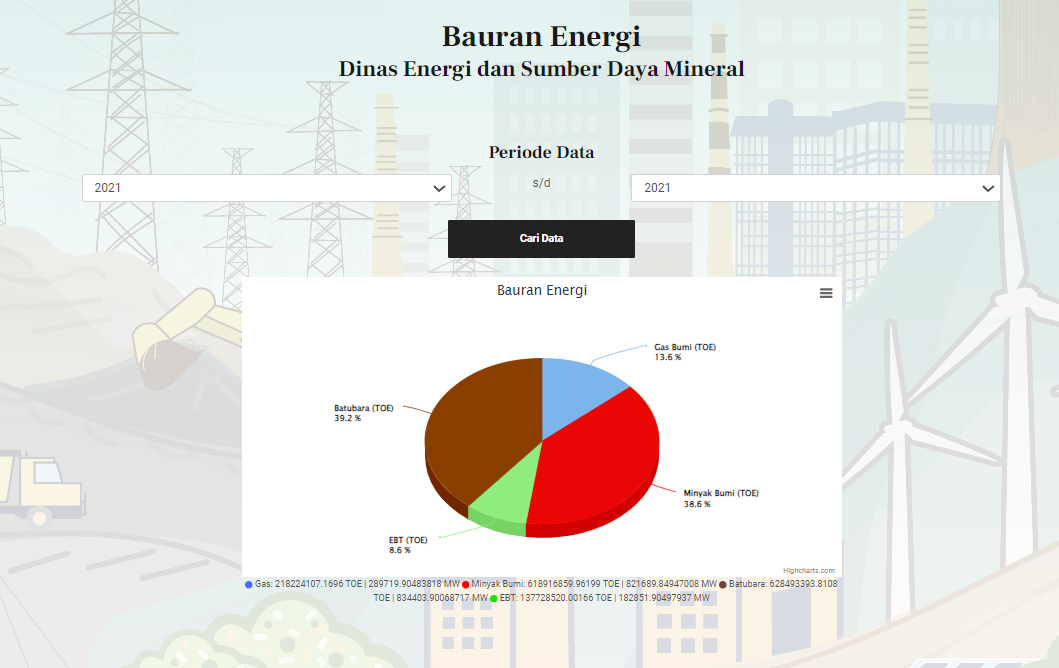 Bauran Energi
Dinas Energi dan Sumber Daya Mineral
Periode Data
2021
s/d
2021
Cari Data
Bauran Energi
Gas Bumi (TOE)
13.6 %
Batubara (TOE)
39.2 %
Minyak Bumi (TOE)
38.6 %
EBT (TOE)
8.6 %
Highcharts.com
Gas: 218224107.1696 TOE | 289719.90483818 MW Minyak Bumi: 618916859.96199 TOE | 821689.84947008 MW Batubara: 628493393.8108
TOE | 834403.90068717 MW EBT: 137728520.00166 TOE | 182851.90497937 MW